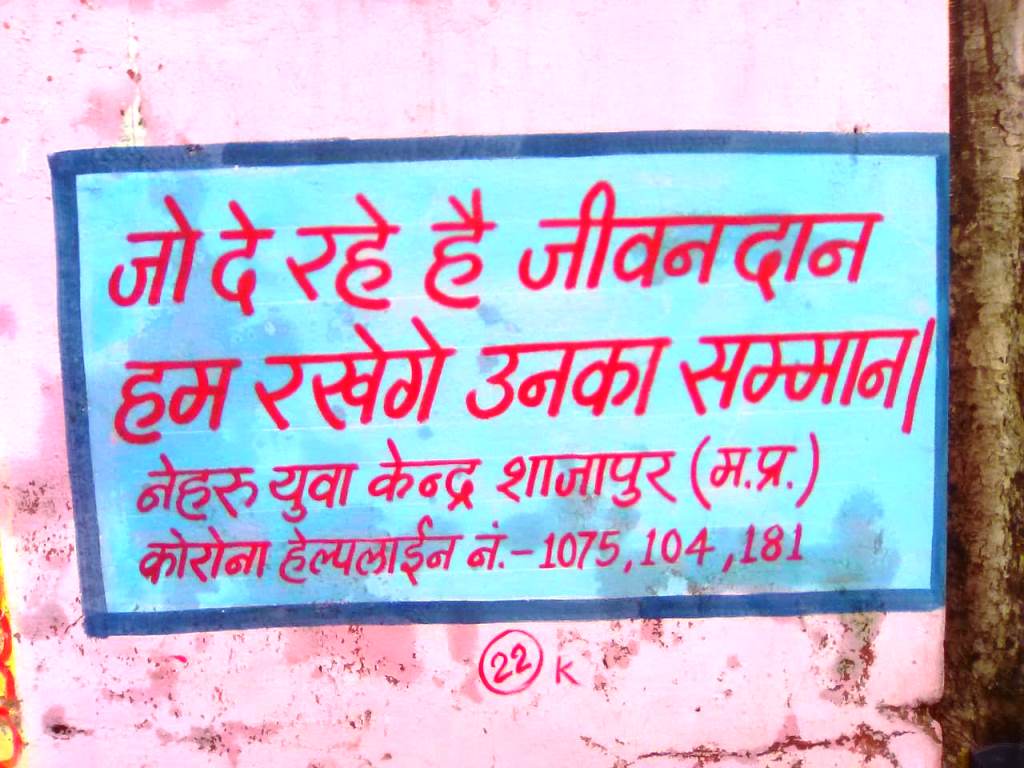 जो दे रहे है जीवन दान
हम रखेगे उनका सम्मान।
नेहरु युवा केन्द्र शाजापुर (म.प्र.)
कोरोना हेल्पलाईन नं.-1075,104,181
22 K